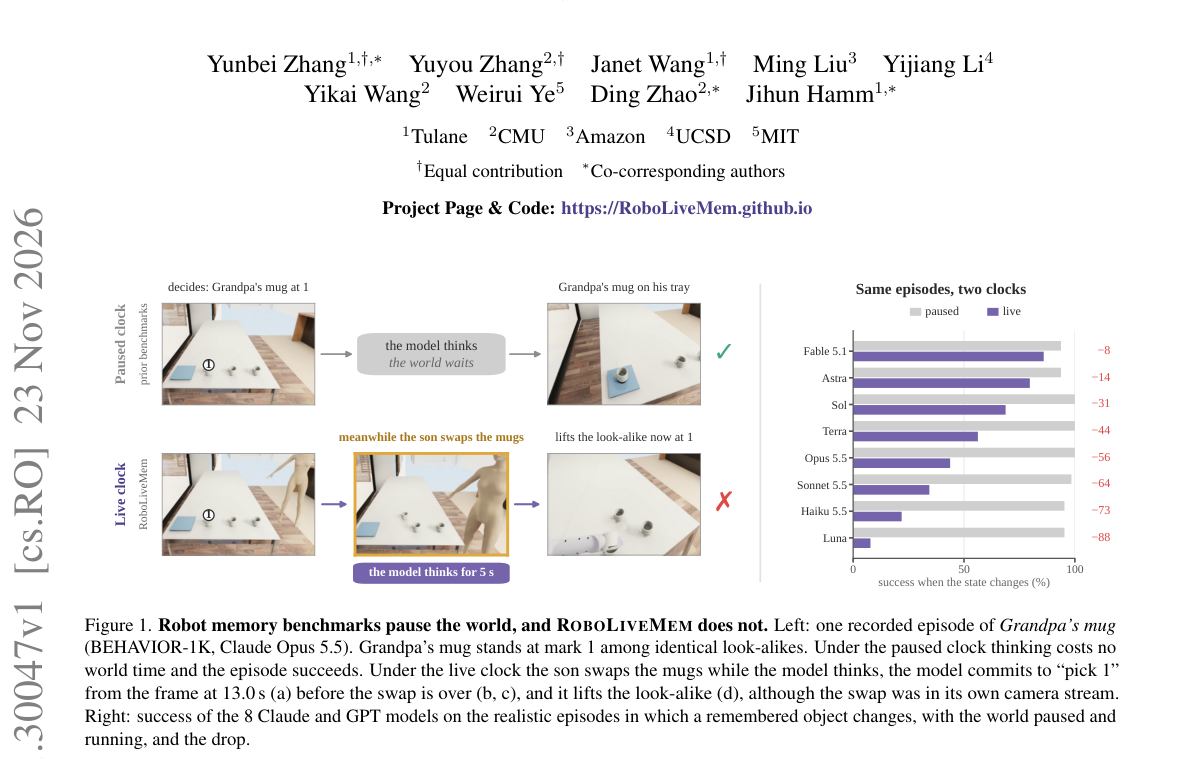 Yunbei Zhang1,†,∗ Yuyou Zhang2,† Janet Wang1,† Ming Liu3 Yijiang Li4
Yikai Wang2 Weirui Ye5 Ding Zhao2,∗ Jihun Hamm1,∗
1Tulane 2CMU 3Amazon 4UCSD 5MIT
†Equal contribution ∗Co-corresponding authors
Project Page & Code: https://RoboLiveMem.github.io
.30047v1 [cs.RO] 23 Nov 2026
decides: Grandpa's mug at 1
Grandpa's mug on his tray
Paused clock
prior benchmarks
1
the model thinks
the world waits
✓
meanwhile the son swaps the mugs
lifts the look-alike now at 1
Live clock
RoboLiveMem
1
✗
the model thinks for 5 s
Same episodes, two clocks
paused live
Fable 5.1 −8
Astra −14
Sol −31
Terra −44
Opus 5.5 −56
Sonnet 5.5 −64
Haiku 5.5 −73
Luna −88
0 50 100
success when the state changes (%)
Figure 1. Robot memory benchmarks pause the world, and ROBOLIVEMEM does not. Left: one recorded episode of Grandpa's mug
(BEHAVIOR-1K, Claude Opus 5.5). Grandpa's mug stands at mark 1 among identical look-alikes. Under the paused clock thinking costs no
world time and the episode succeeds. Under the live clock the son swaps the mugs while the model thinks, the model commits to “pick 1”
from the frame at 13.0 s (a) before the swap is over (b, c), and it lifts the look-alike (d), although the swap was in its own camera stream.
Right: success of the 8 Claude and GPT models on the realistic episodes in which a remembered object changes, with the world paused and
running, and the drop.